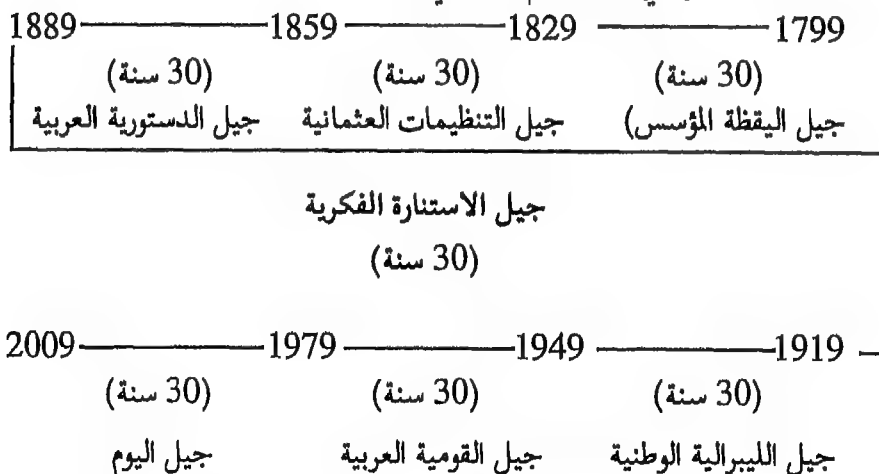 1799 1829 1859 1889
(30 سنة) (30 سنة) (30 سنة)
جيل اليقظة المؤسس) جيل التنظيمات العثمانية جيل الدستورية العربية
جيل الاستنارة الفكرية
(30 سنة)
1919 1949 1979 2009
(30 سنة) (30 سنة) (30 سنة)
جيل الليبرالية الوطنية جيل القومية العربية جيل اليوم